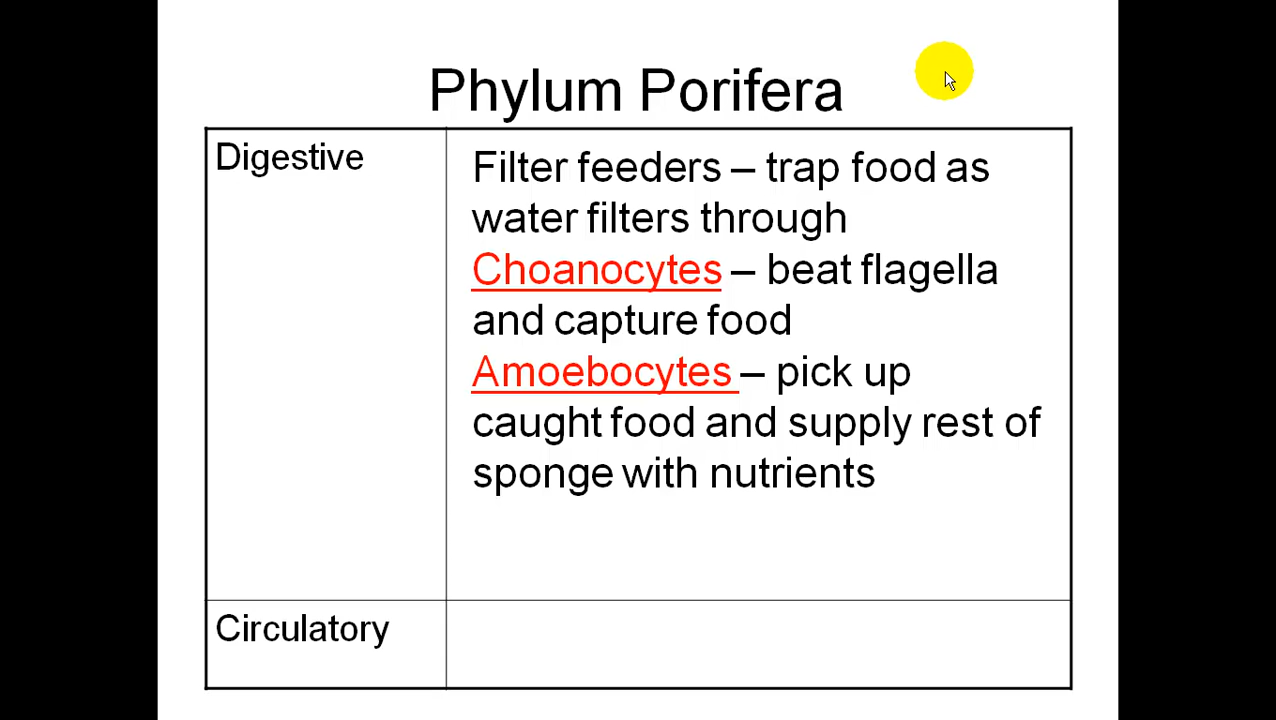 Phylum Porifera
Digestive
Filter feeders – trap food as
water filters through
Choanocytes – beat flagella
and capture food
Amoebocytes – pick up
caught food and supply rest of
sponge with nutrients
Circulatory